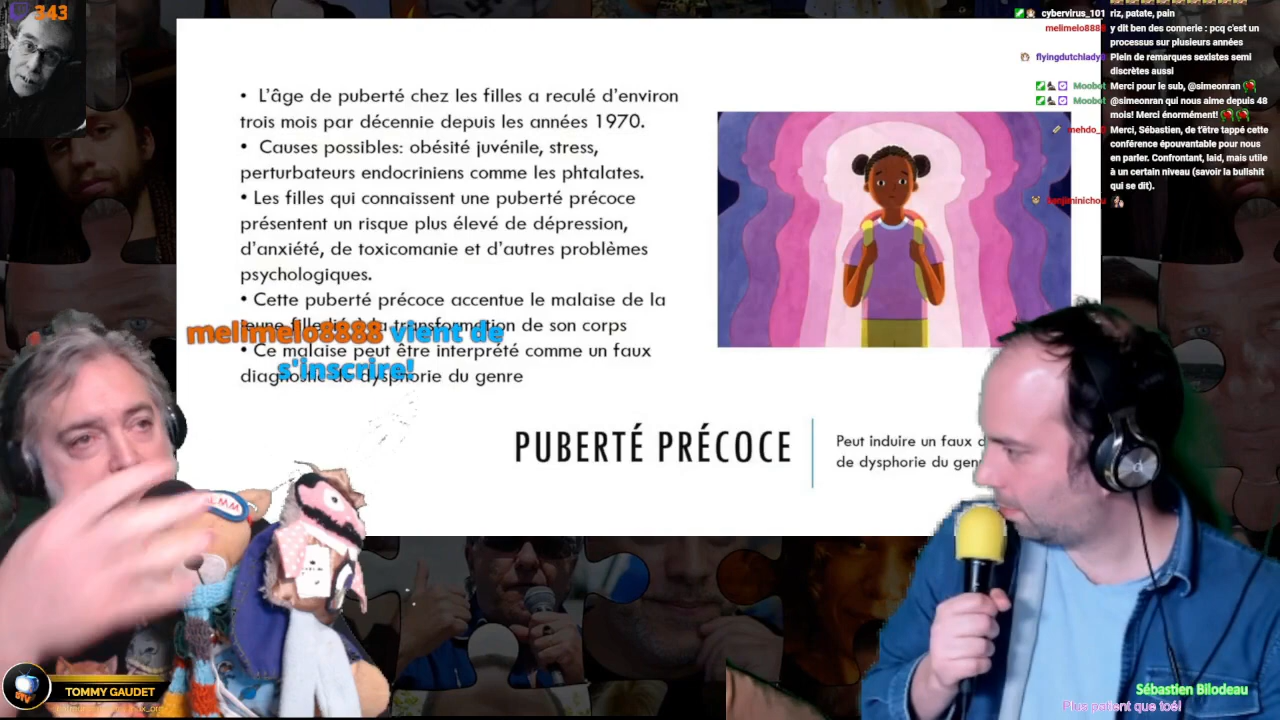 343
• L'âge de puberté chez les filles a reculé d'environ
trois mois par décennie depuis les années 1970.
• Causes possibles: obésité juvénile, stress,
perturbateurs endocriniens comme les phtalates.
• Les filles qui connaissent une puberté précoce
présentent un risque plus élevé de dépression,
d'anxiété, de toxicomanie et d'autres problèmes
psychologiques.
• Cette puberté précoce accentue le malaise de la
transformation de son corps
melimelo8888 vient de
s'inscrire!
• Ce malaise peut être interprété comme un faux
diagnostic de dysphorie du genre
PUBERTÉ PRÉCOCE
Peut induire un faux
de dysphorie du
cybervirus_101 riz, patate, pain
melimelo8888 y dit ben des connerie : pcq c'est un
processus sur plusieurs années
flyingdutchlady Plein de remarques sexistes semi
discrètes aussi
Moobot Merci pour le sub, @simeonran
Moobot @simeonran qui nous aime depuis 48
mois! Merci énormément!
Merci, Sébastien, de t'être tappé cette
conférence épouvantable pour nous
en parler. Confrontant, laid, mais utile
à un certain niveau (savoir la bullshit
qui se dit).
TOMMY GAUDET
Sébastien Bilodeau
Plus patient que toé!